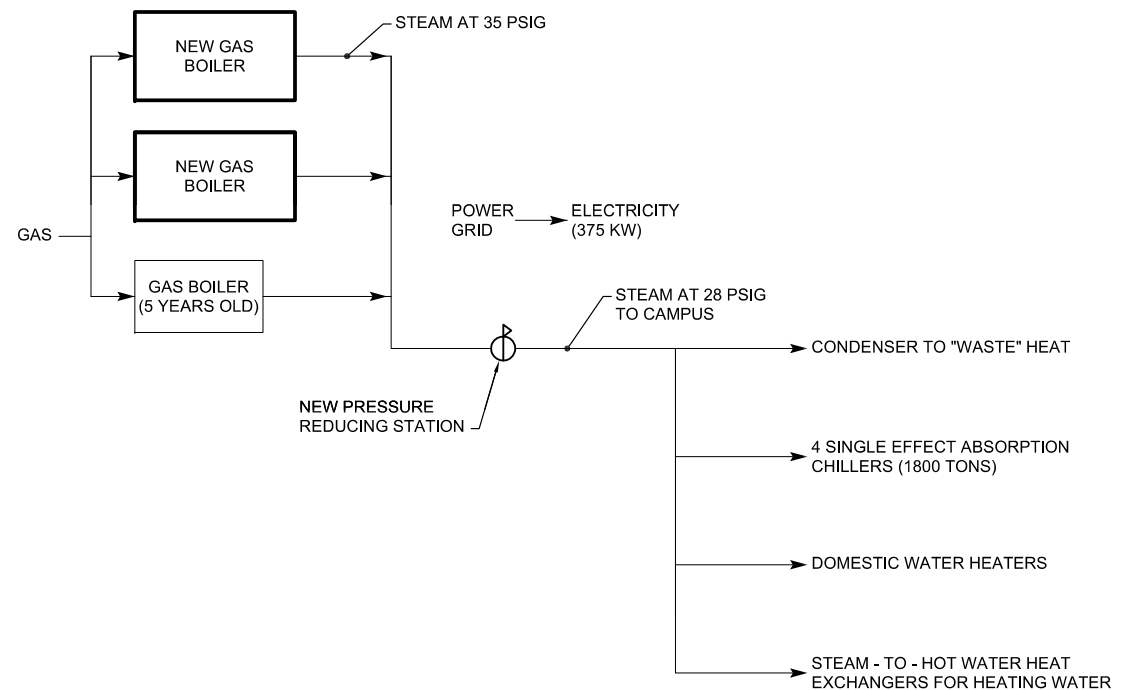 STEAM AT 35 PSIG
NEW GAS
BOILER
NEW GAS
BOILER
POWER
GRID
ELECTRICITY
(375 KW)
GAS
GAS BOILER
(5 YEARS OLD)
STEAM AT 28 PSIG
TO CAMPUS
CONDENSER TO "WASTE" HEAT
NEW PRESSURE
REDUCING STATION
4 SINGLE EFFECT ABSORPTION
CHILLERS (1800 TONS)
DOMESTIC WATER HEATERS
STEAM - TO - HOT WATER HEAT
EXCHANGERS FOR HEATING WATER